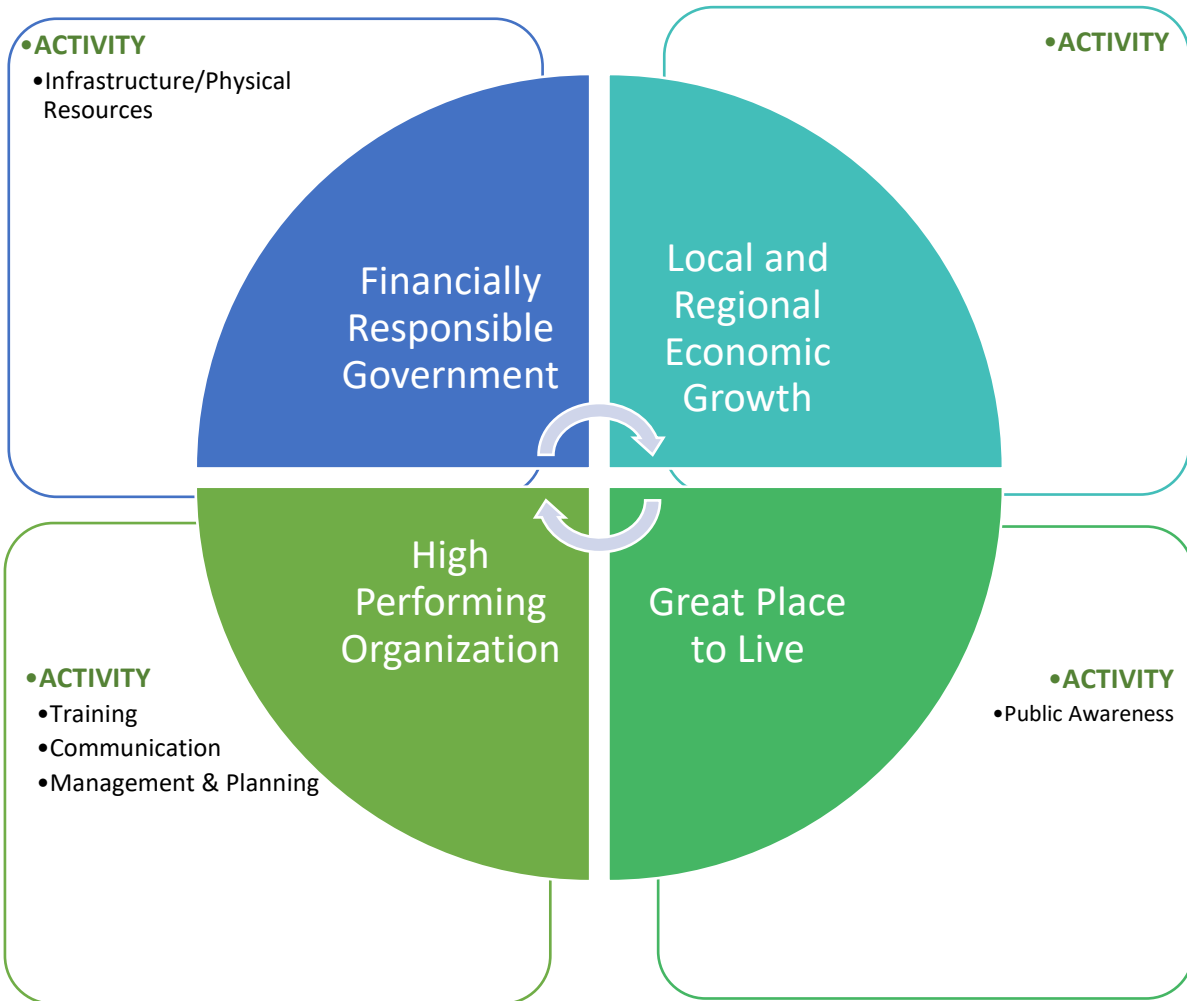 •ACTIVITY
•Infrastructure/Physical
Resources
•ACTIVITY
Financially
Responsible
Government
Local and
Regional
Economic
Growth
High
Performing
Organization
Great Place
to Live
•ACTIVITY
•Training
•Communication
•Management & Planning
•ACTIVITY
•Public Awareness